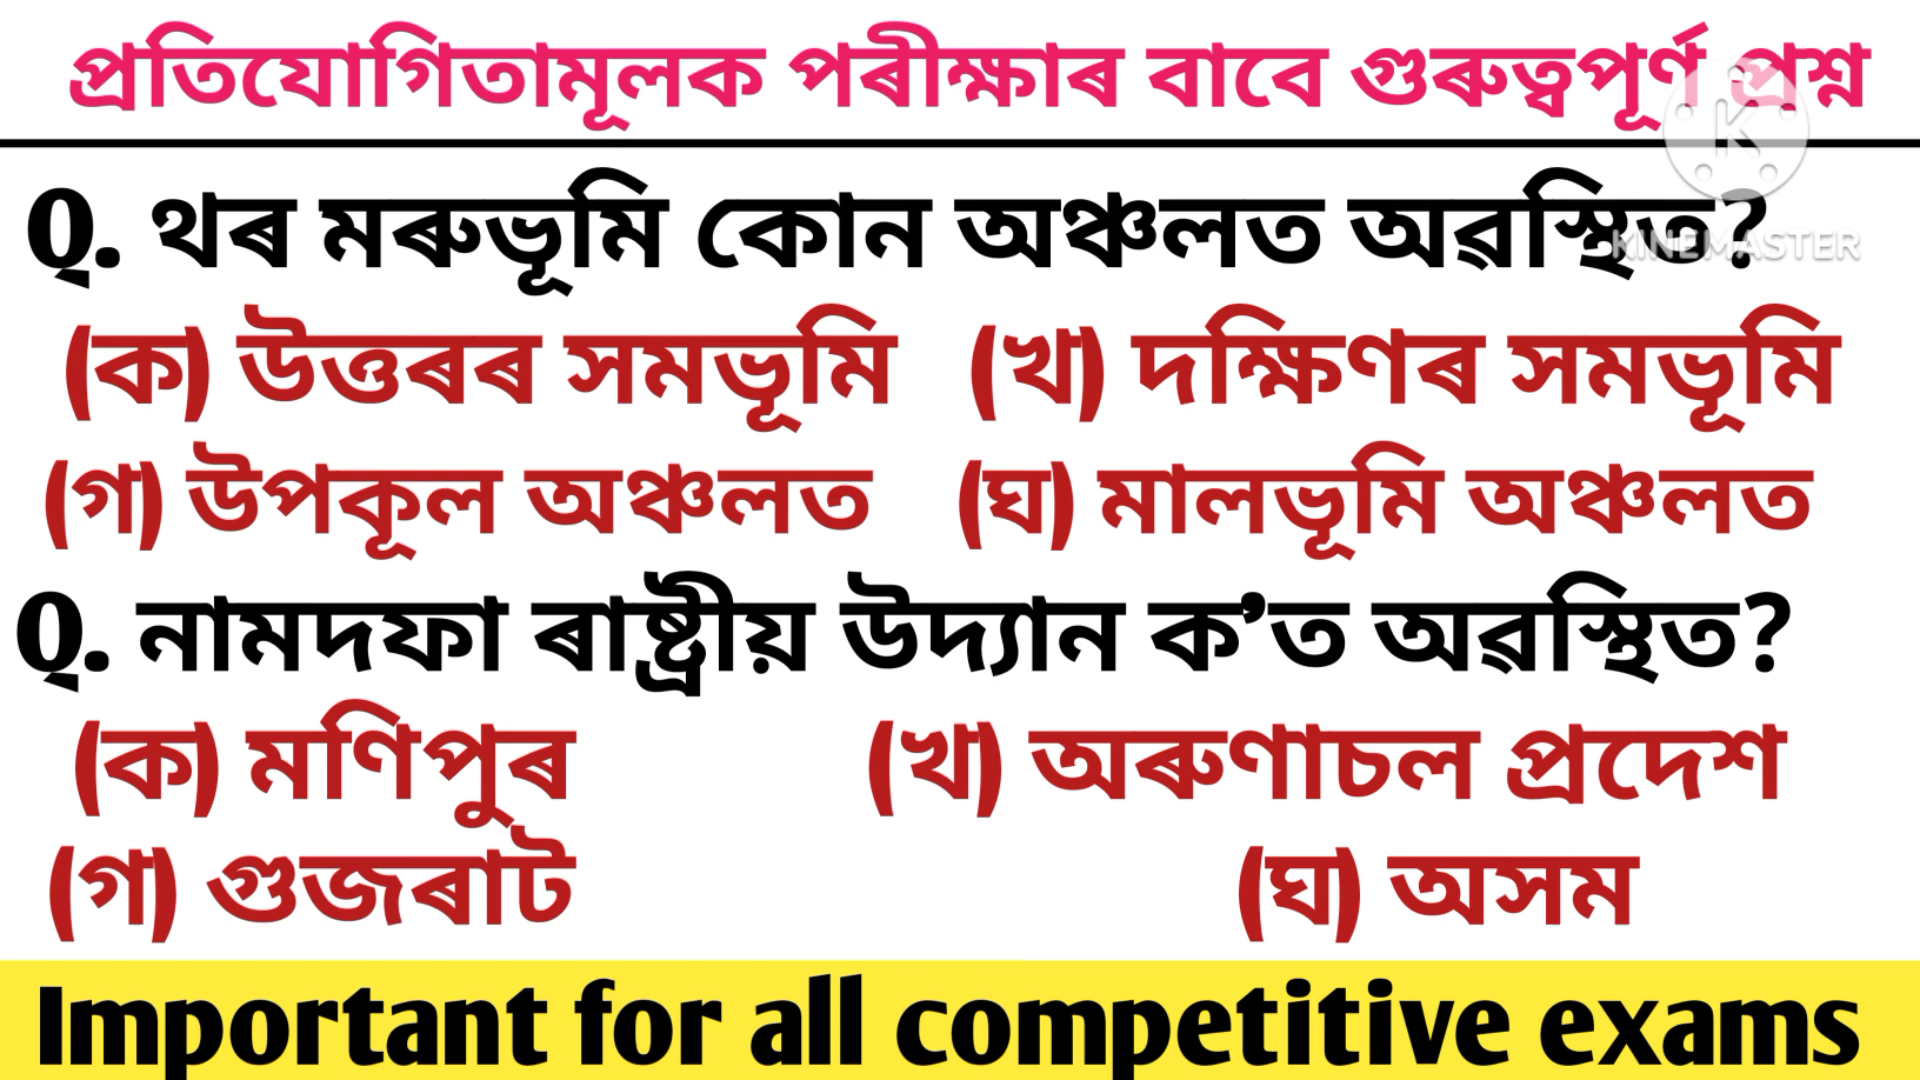 প্ৰতিযোগিতামূলক পৰীক্ষাৰ বাবে গুৰুত্বপূৰ্ণ প্ৰশ্ন
Q. থৰ মৰুভূমি কোন অঞ্চলত অৱস্থিত?
KINEMASTER
(ক) উত্তৰৰ সমভূমি (খ) দক্ষিণৰ সমভূমি
(গ) উপকূল অঞ্চলত (ঘ) মালভূমি অঞ্চলত
Q. নামদফা ৰাষ্ট্ৰীয় উদ্যান ক’ত অৱস্থিত?
(ক) মণিপুৰ (খ) অৰুণাচল প্ৰদেশ
(গ) গুজৰাট (ঘ) অসম
Important for all competitive exams